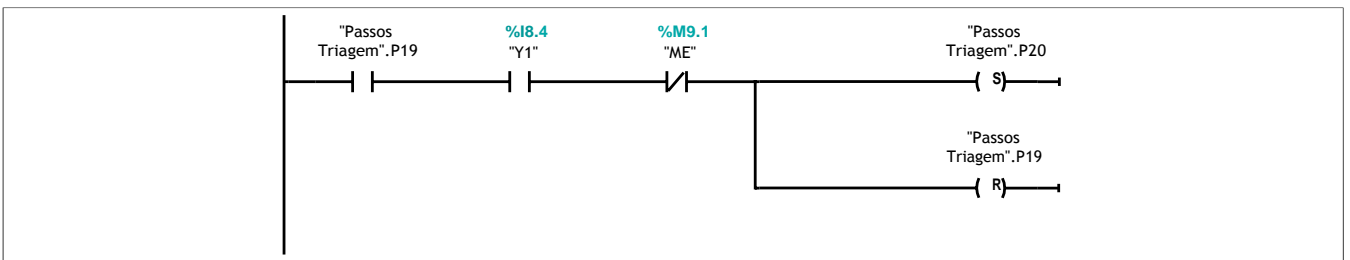 "Passos
Triagem".P19
%I8.4
"Y1"
%M9.1
"ME"
"Passos
Triagem".P20
S
"Passos
Triagem".P19
R